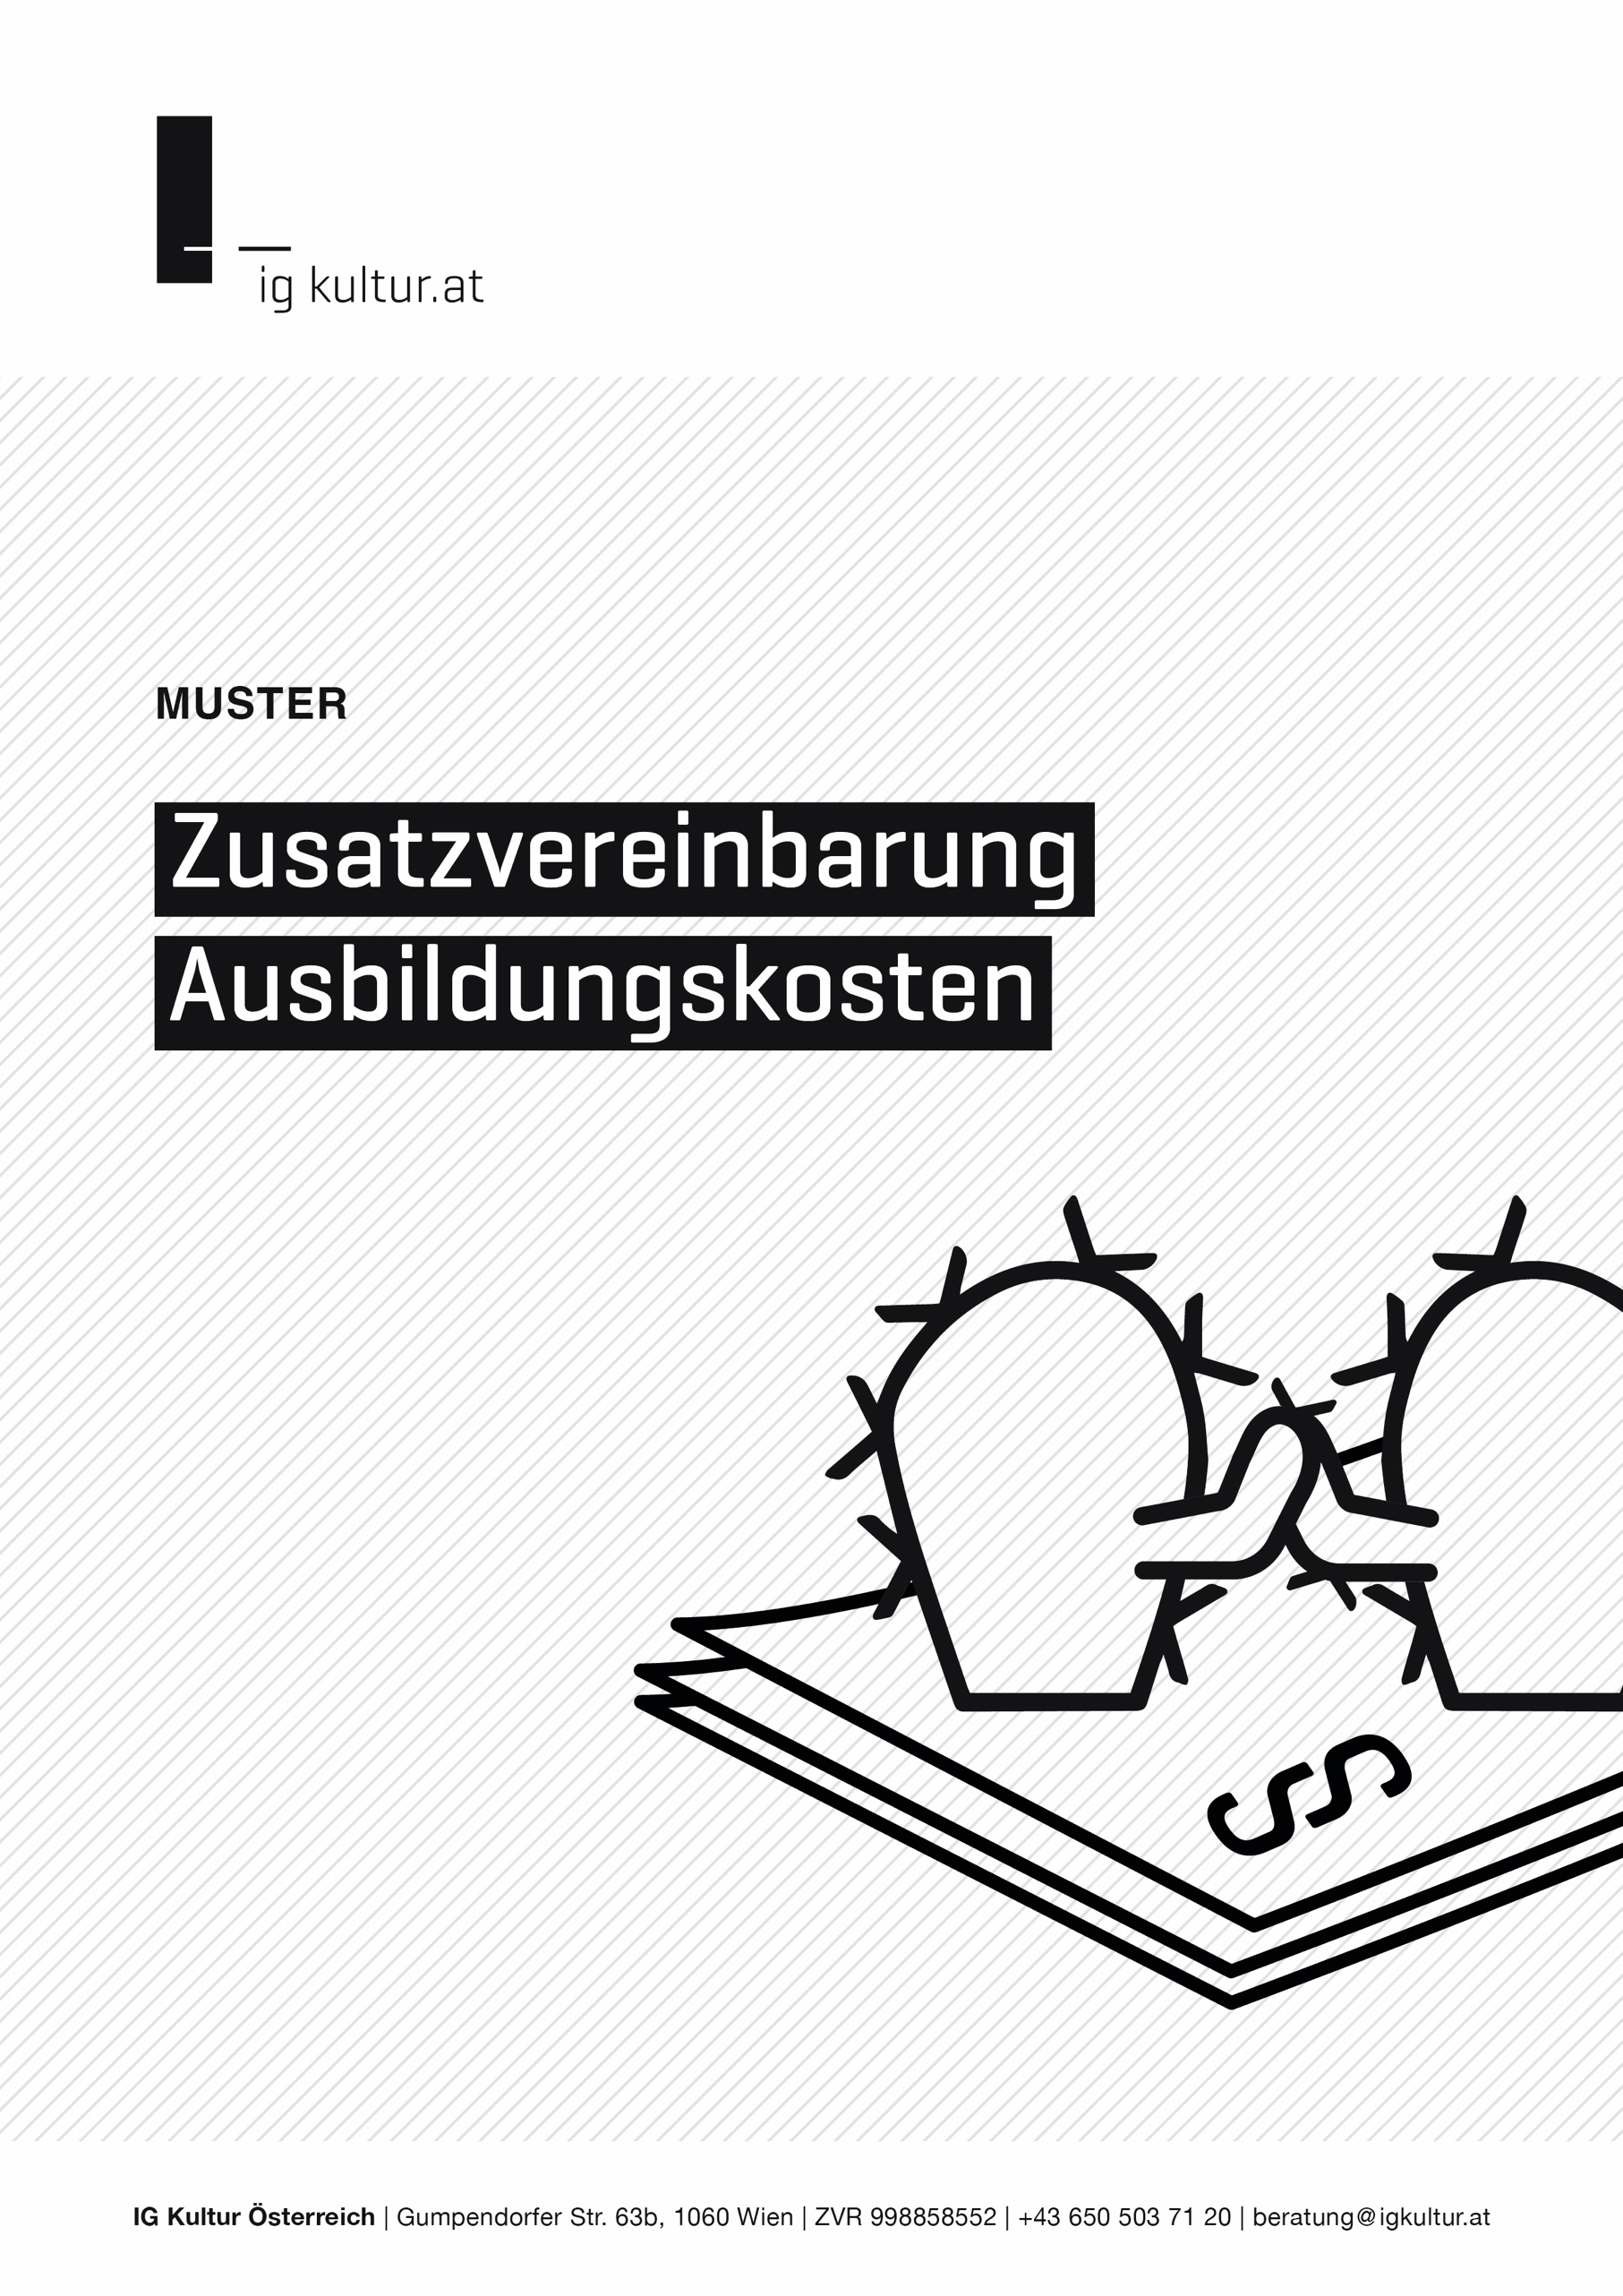 ig kultur.at
MUSTER
Zusatzvereinbarung
Ausbildungskosten
§
IG Kultur Österreich | Gumpendorfer Str. 63b, 1060 Wien | ZVR 998858552 | +43 650 503 71 20 | beratung@igkultur.at